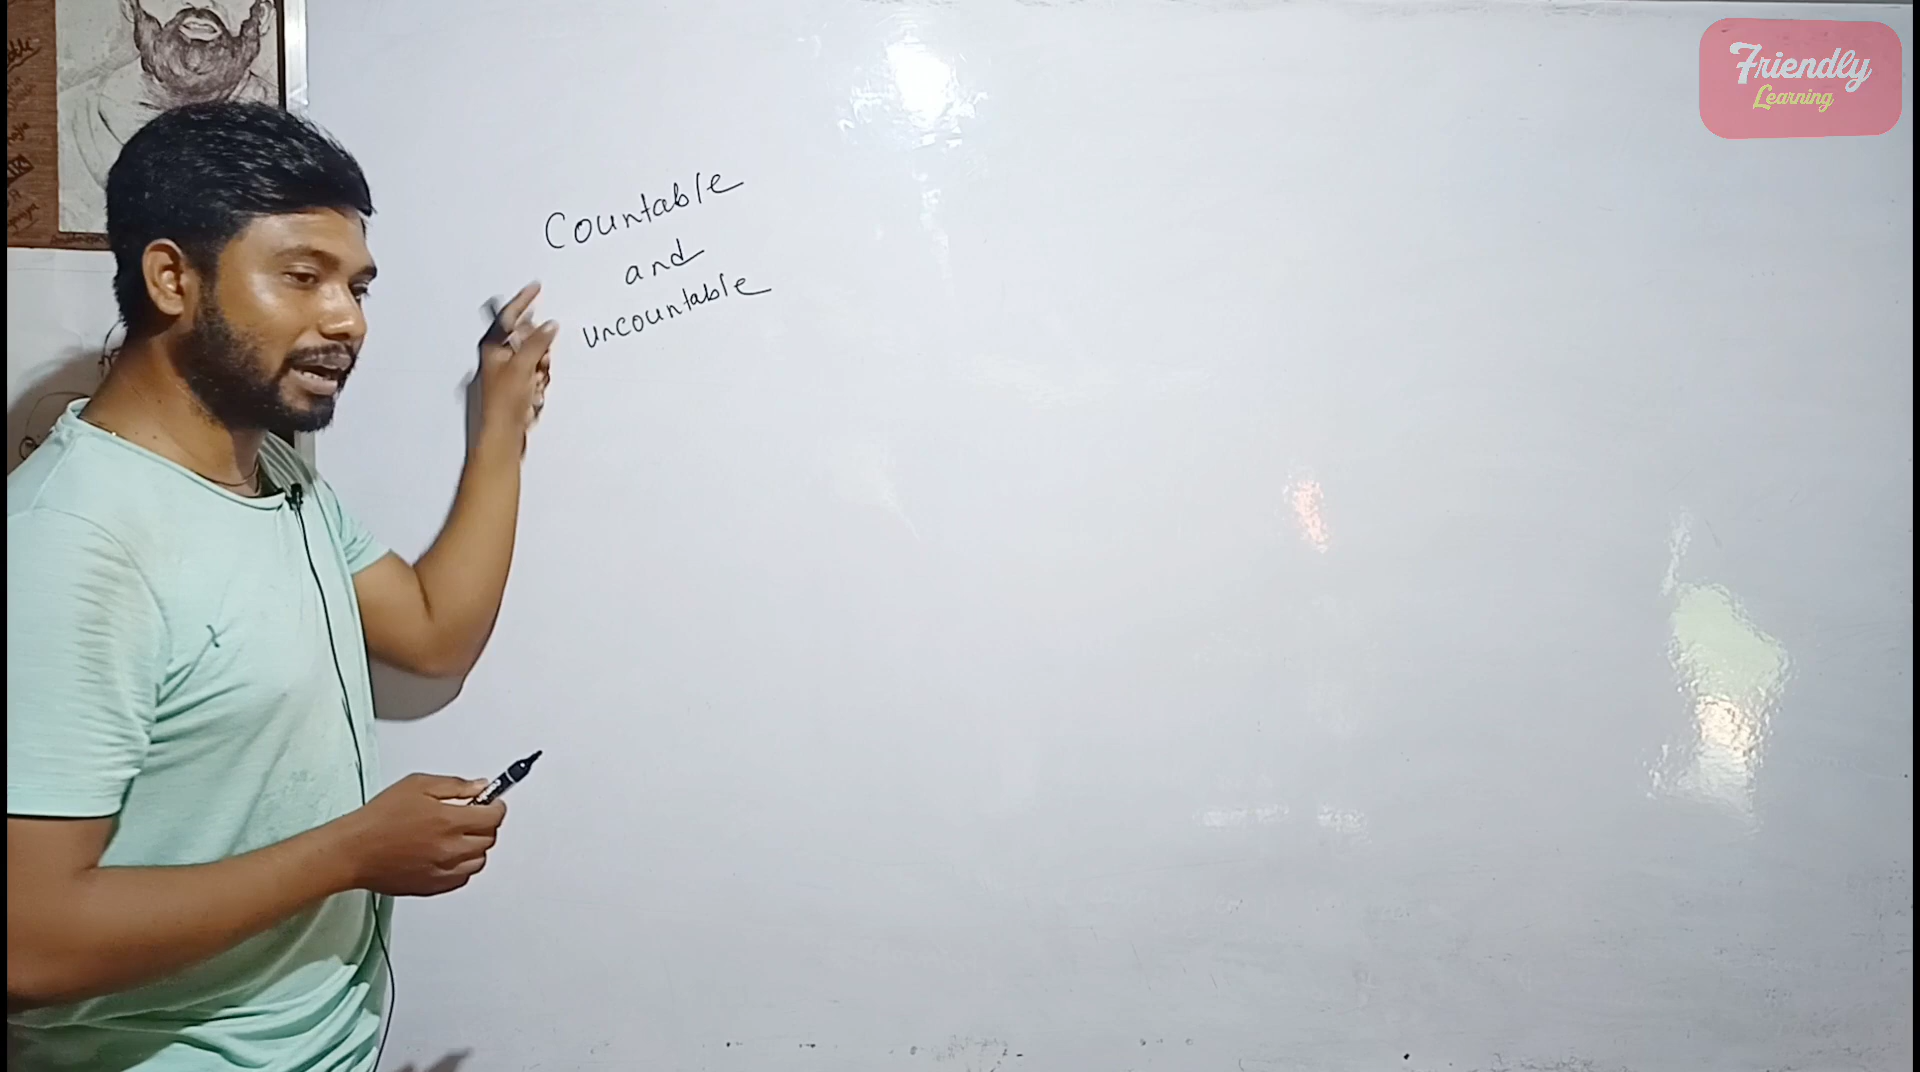 Countable
and
uncountable
Friendly
Learning